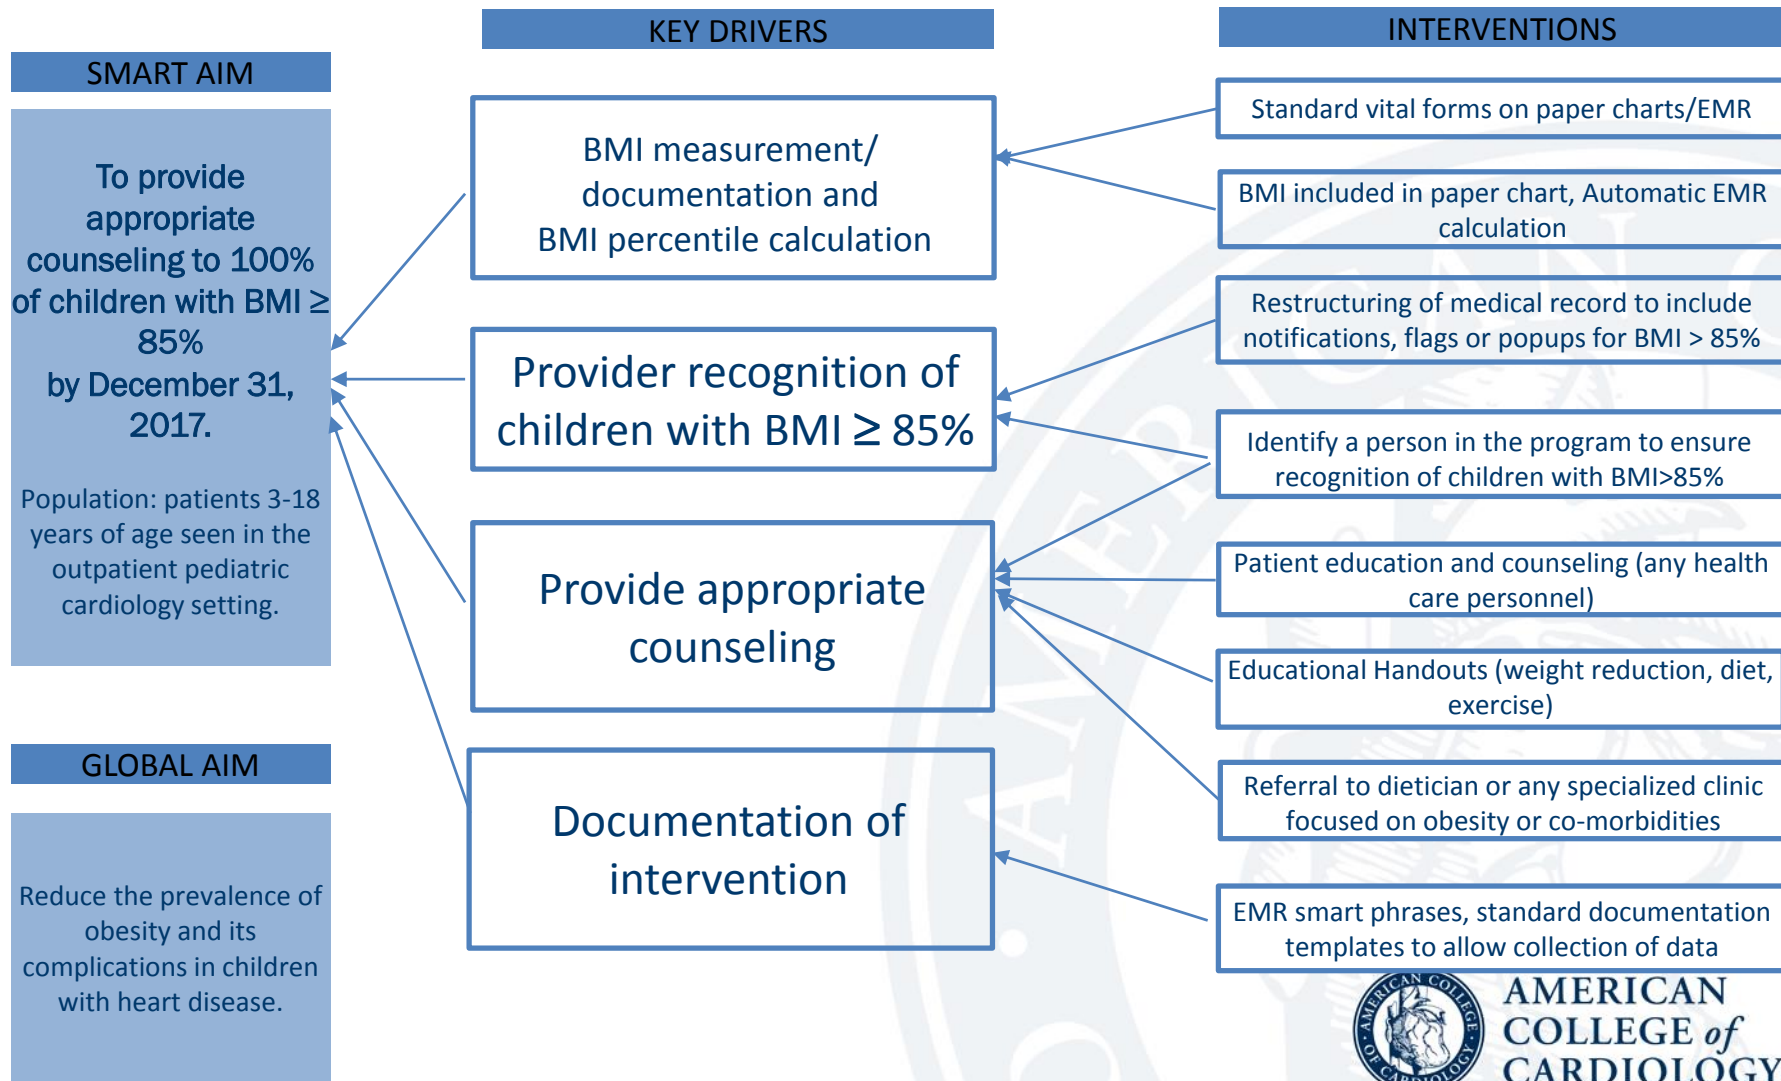 SMART AIM
To provide
appropriate
counseling to 100%
of children with BMI ≥
85%
by December 31,
2017.
Population: patients 3-18
years of age seen in the
outpatient pediatric
cardiology setting.
GLOBAL AIM
Reduce the prevalence of
obesity and its
complications in children
with heart disease.
KEY DRIVERS
BMI measurement/
documentation and
BMI percentile calculation
Provider recognition of
children with BMI ≥ 85%
Provide appropriate
counseling
Documentation of
intervention
INTERVENTIONS
Standard vital forms on paper charts/EMR
BMI included in paper chart, Automatic EMR
calculation
Restructuring of medical record to include
notifications, flags or popups for BMI > 85%
Identify a person in the program to ensure
recognition of children with BMI>85%
Patient education and counseling (any health
care personnel)
Educational Handouts (weight reduction, diet,
exercise)
Referral to dietician or any specialized clinic
focused on obesity or co-morbidities
EMR smart phrases, standard documentation
templates to allow collection of data
AMERICAN COLLEGE OF CARDIOLOGY
AMERICAN
COLLEGE of
CARDIOLOGY